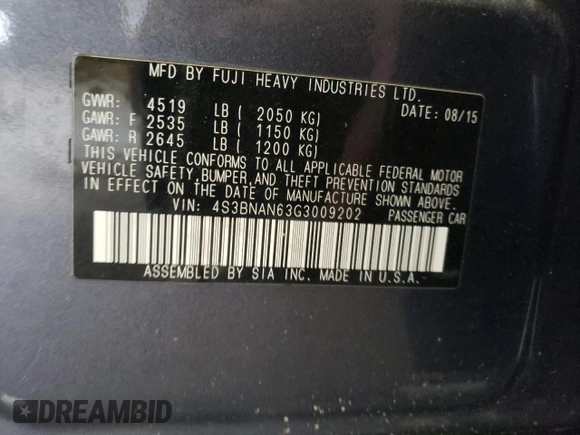 MFD BY FUJI HEAVY INDUSTRIES LTD.
GVWR: 4519 LB ( 2050 KG) DATE: 08/15
GAWR: F 2535 LB ( 1150 KG)
GAWR: R 2645 LB ( 1200 KG)
THIS VEHICLE CONFORMS TO ALL APPLICABLE FEDERAL MOTOR
VEHICLE SAFETY, BUMPER, AND THEFT PREVENTION STANDARDS
IN EFFECT ON THE DATE OF MANUFACTURE SHOWN ABOVE.
VIN: 4S3BNAN63G3009202 PASSENGER CAR
ASSEMBLED BY SIA INC. MADE IN U.S.A.
DREAMBID